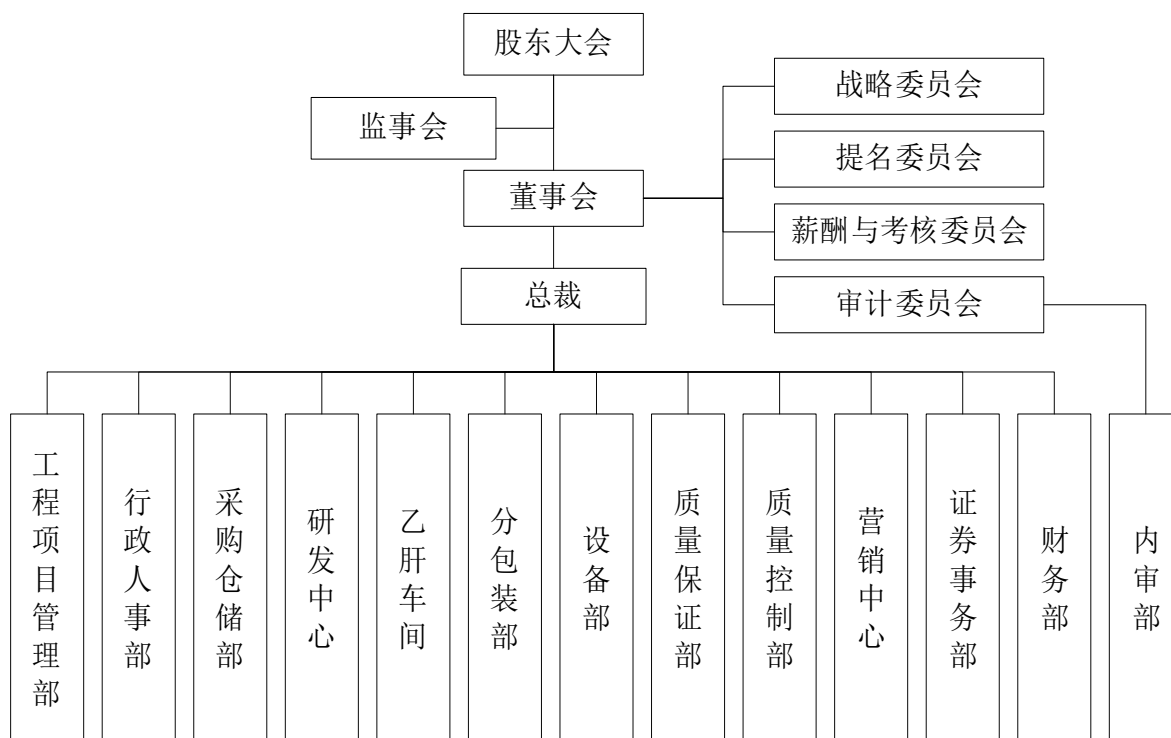 股东大会
战略委员会
监事会
提名委员会
董事会
薪酬与考核委员会
总裁
审计委员会
工程项目管理部
行政人事部
采购仓储部
研发中心
乙肝车间
分包装部
设备部
质量保证部
质量控制部
营销中心
证券事务部
财务部
内审部